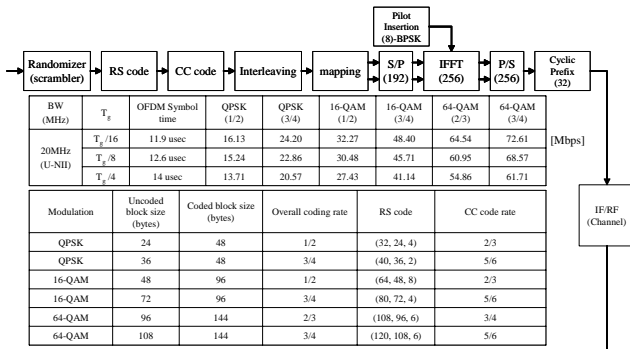 Pilot
Insertion
(8)-BPSK
Randomizer
(scrambler)
RS code
CC code
Interleaving
mapping
S/P
(192)
IFFT
(256)
P/S
(256)
Cyclic
Prefix
(32)
BW
(MHz)
Tg
OFDM Symbol
time
QPSK
(1/2)
QPSK
(3/4)
16-QAM
(1/2)
16-QAM
(3/4)
64-QAM
(2/3)
64-QAM
(3/4)
[Mbps]
20MHz
(U-NII)
Tg/16 11.9 usec 16.13 24.20 32.27 48.40 64.54 72.61
Tg/8 12.6 usec 15.24 22.86 30.48 45.71 60.95 68.57
Tg/4 14 usec 13.71 20.57 27.43 41.14 54.86 61.71
IF/RF
(Channel)
Modulation
Uncoded
block size
(bytes)
Coded block size
(bytes)
Overall coding rate
RS code
CC code rate
QPSK 24 48 1/2 (32, 24, 4) 2/3
QPSK 36 48 3/4 (40, 36, 2) 5/6
16-QAM 48 96 1/2 (64, 48, 8) 2/3
16-QAM 72 96 3/4 (80, 72, 4) 5/6
64-QAM 96 144 2/3 (108, 96, 6) 3/4
64-QAM 108 144 3/4 (120, 108, 6) 5/6